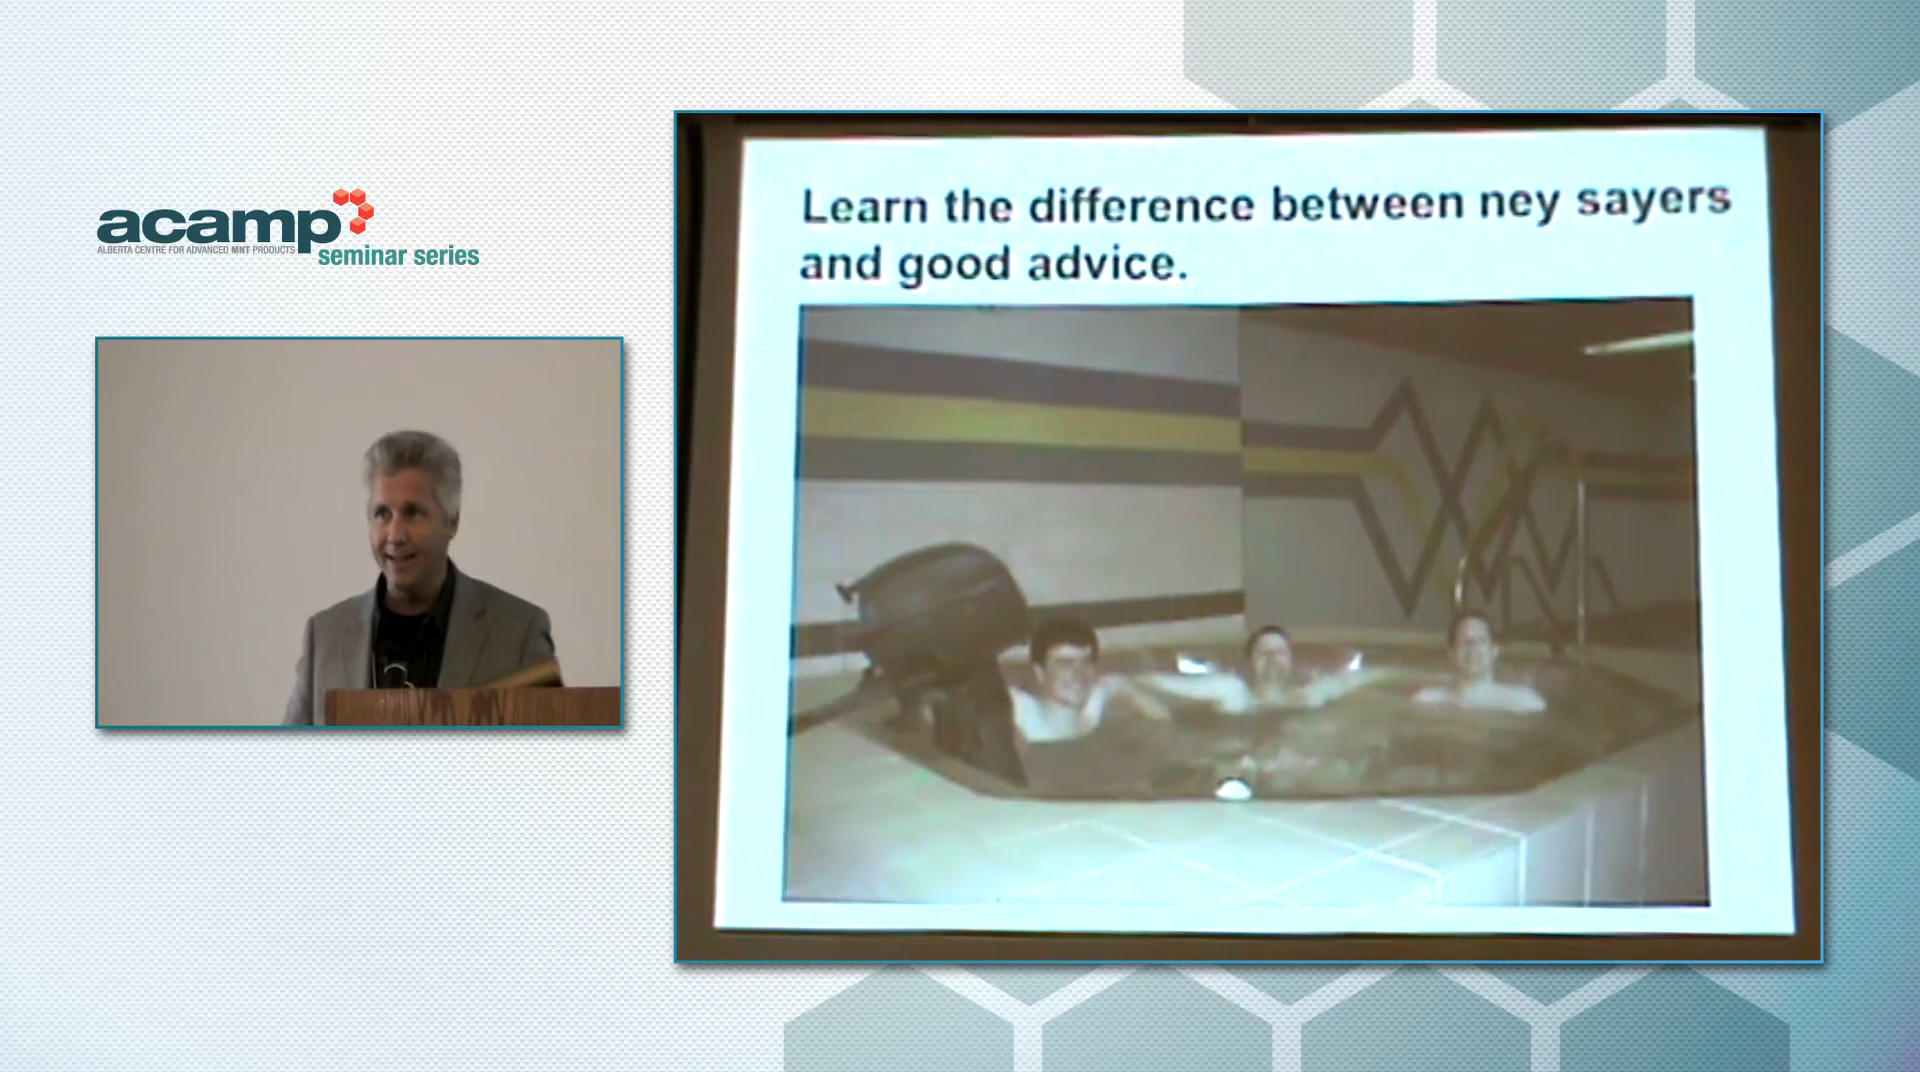 acamp
ALBERTA CENTRE FOR ADVANCED MNT PRODUCTS
seminar series
Learn the difference between ney sayers
and good advice.